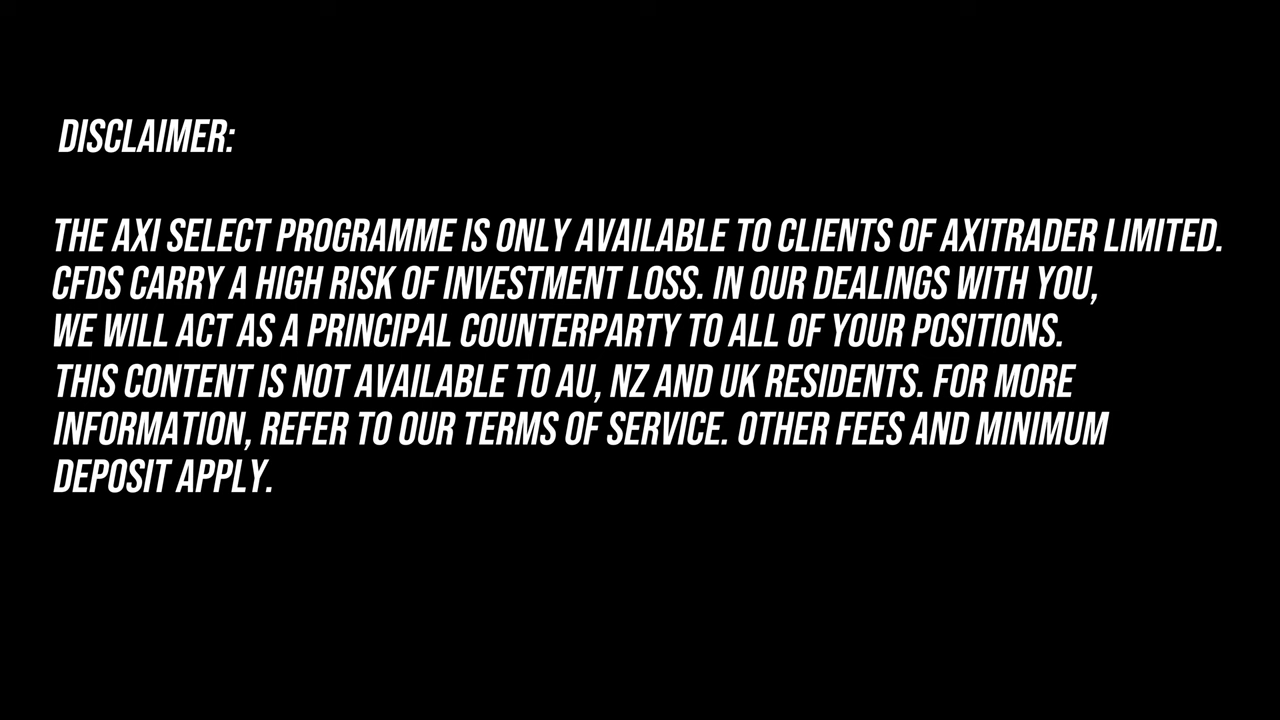 DISCLAIMER:
THE AXI SELECT PROGRAMME IS ONLY AVAILABLE TO CLIENTS OF AXITRADER LIMITED.
CFDS CARRY A HIGH RISK OF INVESTMENT LOSS. IN OUR DEALINGS WITH YOU,
WE WILL ACT AS A PRINCIPAL COUNTERPARTY TO ALL OF YOUR POSITIONS.
THIS CONTENT IS NOT AVAILABLE TO AU, NZ AND UK RESIDENTS. FOR MORE
INFORMATION, REFER TO OUR TERMS OF SERVICE. OTHER FEES AND MINIMUM
DEPOSIT APPLY.